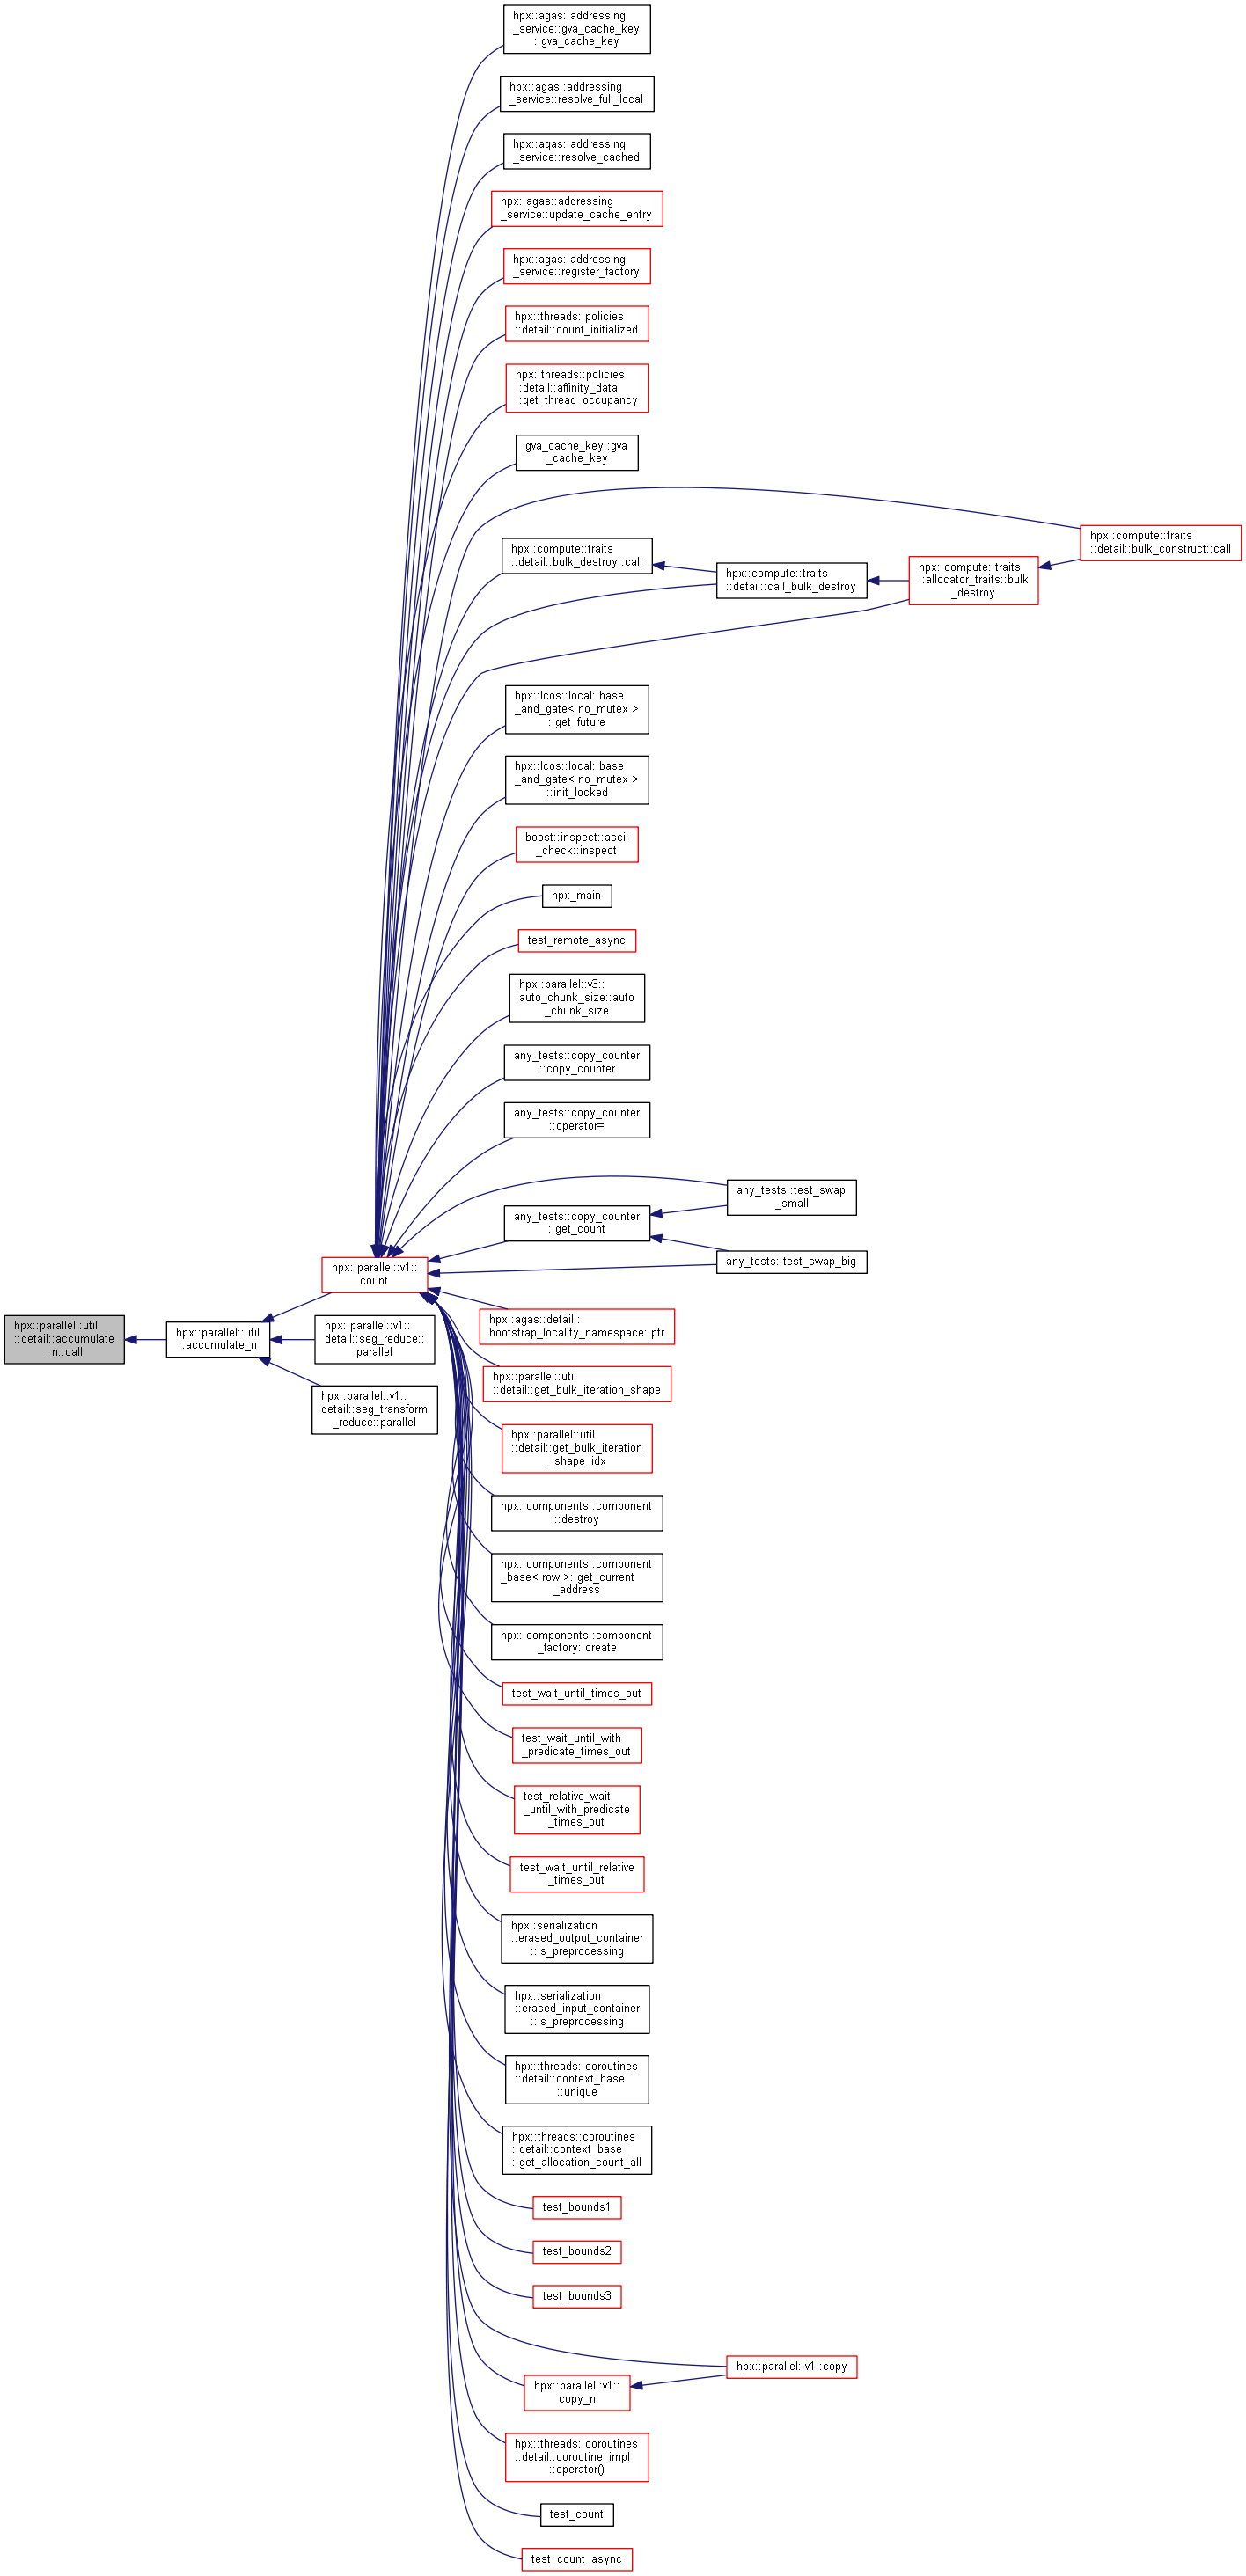 hpx::agas::addressing
_service::gva_cache_key
::gva_cache_key
hpx::agas::addressing
_service::resolve_full_local
hpx::agas::addressing
_service::resolve_cached
hpx::agas::addressing
_service::update_cache_entry
hpx::agas::addressing
_service::register_factory
hpx::threads::policies
::detail::count_initialized
hpx::threads::policies
::detail::affinity_data
::get_thread_occupancy
gva_cache_key::gva
_cache_key
hpx::compute::traits
::detail::bulk_construct::call
hpx::compute::traits
::detail::bulk_destroy::call
hpx::compute::traits
::detail::call_bulk_destroy
hpx::compute::traits
::allocator_traits::bulk
_destroy
hpx::lcos::local::base
_and_gate< no_mutex >
::get_future
hpx::lcos::local::base
_and_gate< no_mutex >
::init_locked
boost::inspect::ascii
_check::inspect
hpx_main
test_remote_async
hpx::parallel::v3::
auto_chunk_size::auto
_chunk_size
any_tests::copy_counter
::copy_counter
any_tests::copy_counter
::operator=
any_tests::test_swap
_small
any_tests::copy_counter
::get_count
any_tests::test_swap_big
hpx::parallel::v1::
count
hpx::agas::detail::
bootstrap_locality_namespace::ptr
hpx::parallel::util
::detail::accumulate
_n::call
hpx::parallel::util
::accumulate_n
hpx::parallel::v1::
detail::seg_reduce::
parallel
hpx::parallel::v1::
detail::seg_transform
_reduce::parallel
hpx::parallel::util
::detail::get_bulk_iteration_shape
hpx::parallel::util
::detail::get_bulk_iteration
_shape_idx
hpx::components::component
::destroy
hpx::components::component
_base< row >::get_current
_address
hpx::components::component
_factory::create
test_wait_until_times_out
test_wait_until_with
_predicate_times_out
test_relative_wait
_until_with_predicate
_times_out
test_wait_until_relative
_times_out
hpx::serialization
::erased_output_container
::is_preprocessing
hpx::serialization
::erased_input_container
::is_preprocessing
hpx::threads::coroutines
::detail::context_base
::unique
hpx::threads::coroutines
::detail::context_base
::get_allocation_count_all
test_bounds1
test_bounds2
test_bounds3
hpx::parallel::v1::copy
hpx::parallel::v1::
copy_n
hpx::threads::coroutines
::detail::coroutine_impl
::operator()
test_count
test_count_async